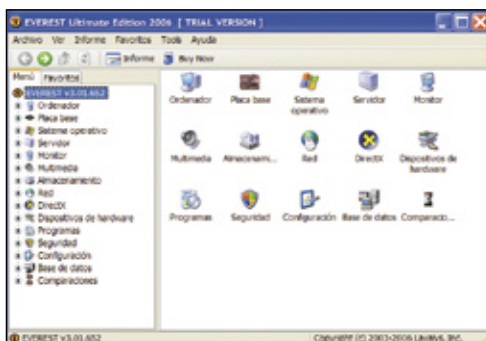 EVEREST Ultimate Edition 2006 [ TRIAL VERSION ]
Archivo Ver Informe Favoritos Tools Ayuda
Informe Buy Now
Menú Favoritos
EVEREST v3.01.652
Ordenador
Placa base
Sistema operativo
Servidor
Monitor
Multimedia
Almacenamiento
Red
DirectX
Dispositivos de hardware
Programas
Seguridad
Configuración
Base de datos
Comparaciones
Ordenador Placa base Sistema operativo Servidor Monitor
Multimedia Almacenami... Red DirectX Dispositivos de hardware
Programas Seguridad Configuración Base de datos Comparacio...
EVEREST v3.01.652
Copyright (c) 2003-2006 Lavalys, Inc.